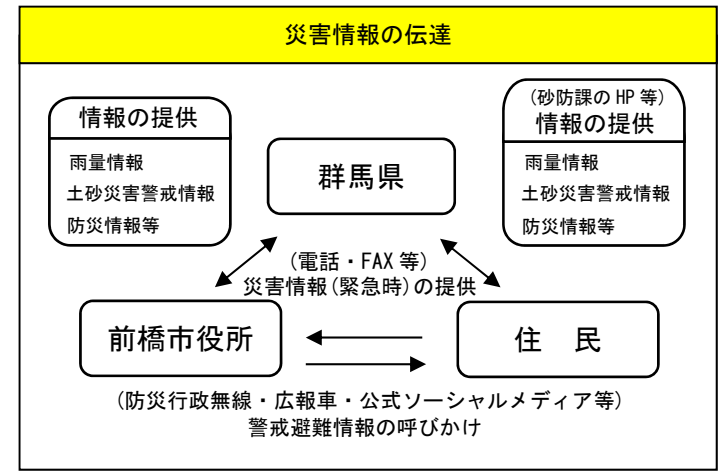 災害情報の伝達
情報の提供
雨量情報
土砂災害警戒情報
防災情報等
(砂防課の HP 等)
情報の提供
雨量情報
土砂災害警戒情報
防災情報等
群馬県
(電話・FAX 等)
災害情報(緊急時)の提供
前橋市役所
住　民
(防災行政無線・広報車・公式ソーシャルメディア等)
警戒避難情報の呼びかけ